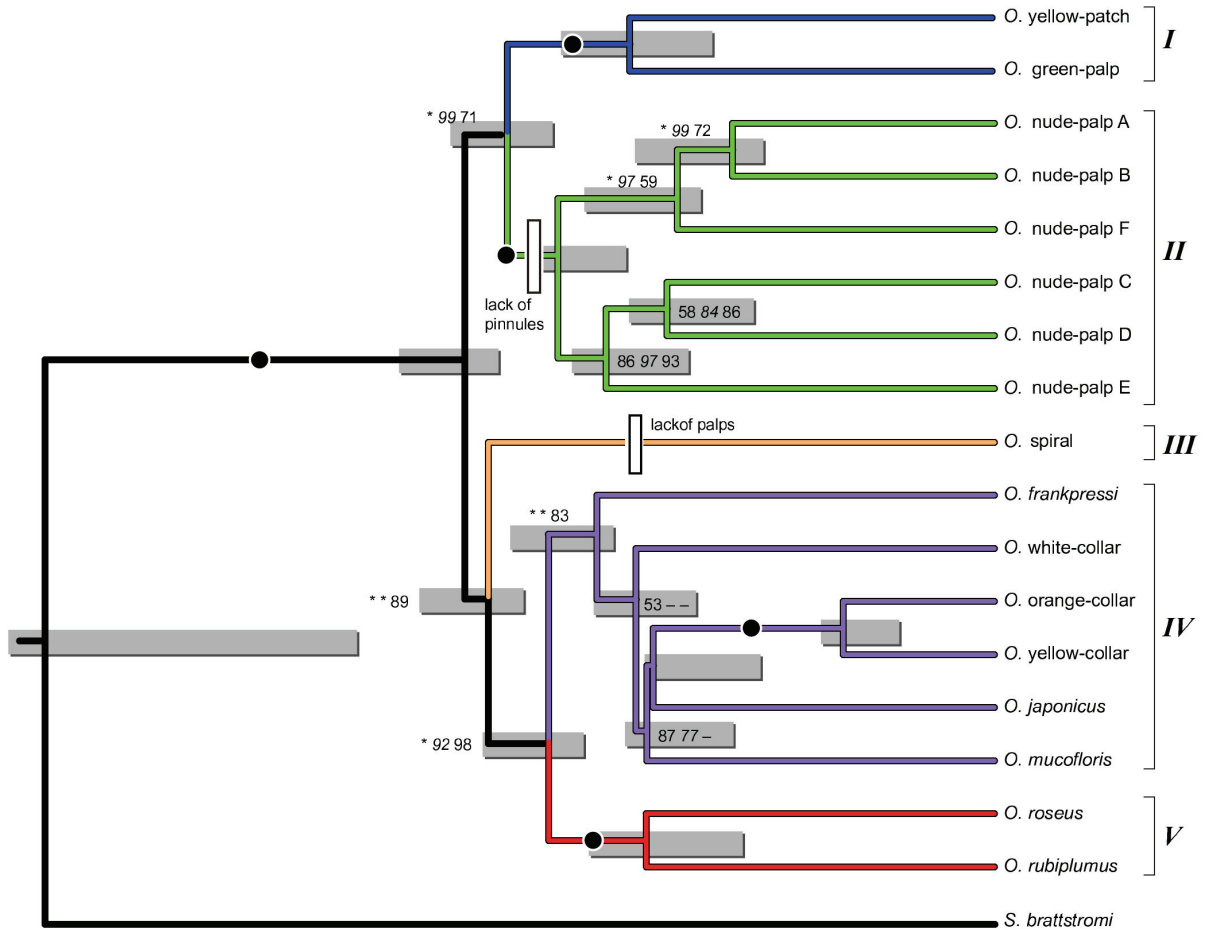 O. yellow-patch
I
O. green-palp
* 99 71
O. nude-palp A
* 99 72
O. nude-palp B
* 97 59
O. nude-palp F
II
lack of
pinnules
O. nude-palp C
58 84 86
O. nude-palp D
86 97 93
O. nude-palp E
lackof palps
O. spiral
III
O. frankpressi
* * 83
O. white-collar
* * 89
53 – –
O. orange-collar
IV
O. yellow-collar
O. japonicus
87 77 –
* 92 98
O. mucofloris
O. roseus
V
O. rubiplumus
S. brattstromi